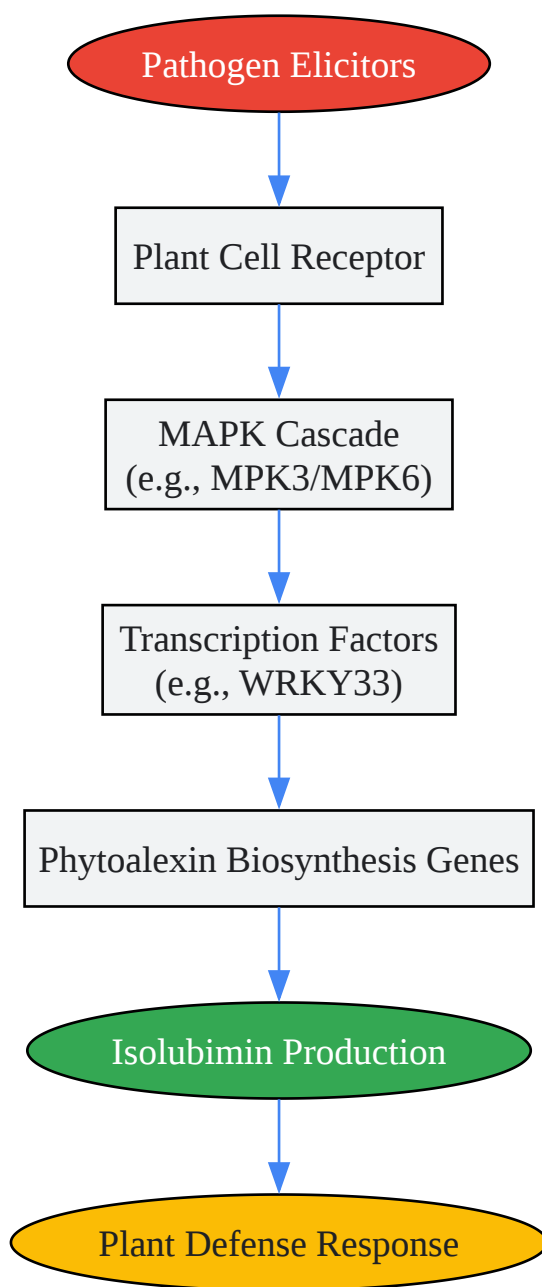 Pathogen Elicitors
Plant Cell Receptor
MAPK Cascade
(e.g., MPK3/MPK6)
Transcription Factors
(e.g., WRKY33)
Phytoalexin Biosynthesis Genes
Isolubimin Production
Plant Defense Response